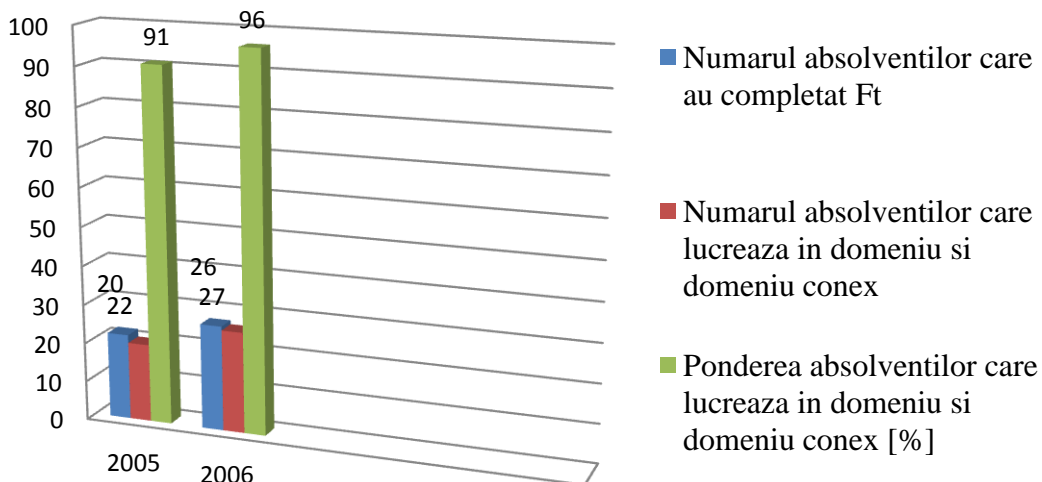 100
90
80
70
60
50
40
30
20
10
0
91
96
20
22
26
27
2005
2006
Numarul absolventilor care
au completat Ft
Numarul absolventilor care
lucreaza in domeniu si
domeniu conex
Ponderea absolventilor care
lucreaza in domeniu si
domeniu conex [%]